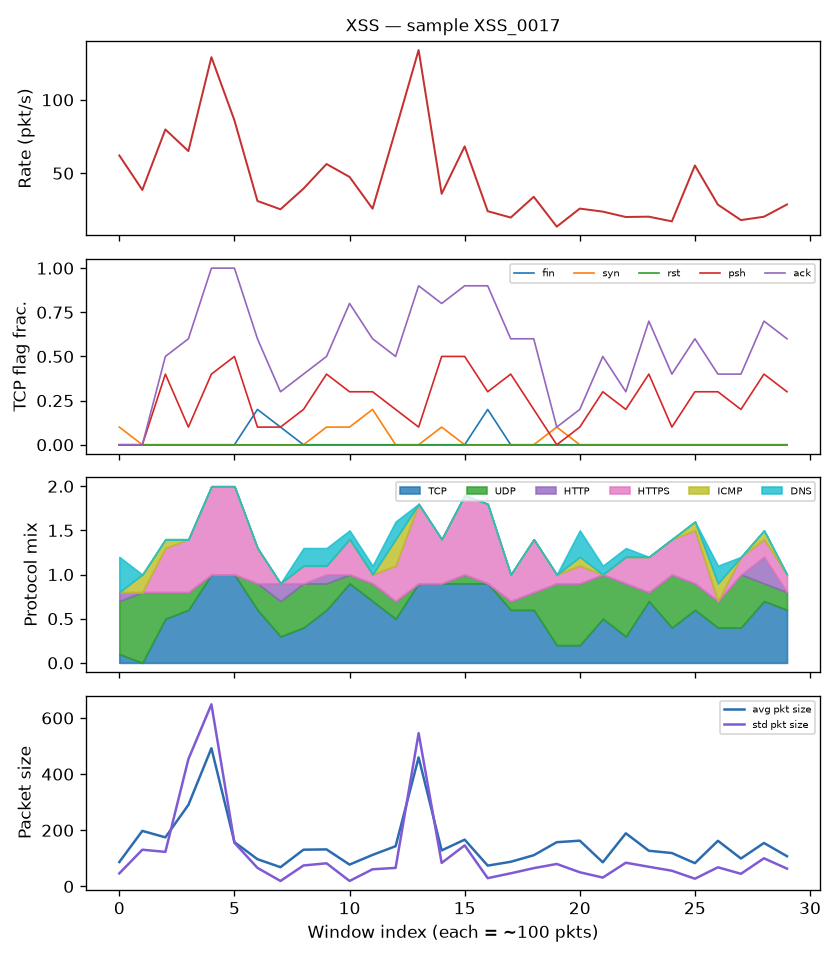 XSS — sample XSS_0017
Rate (pkt/s)
100
50
TCP flag frac.
1.00
0.75
0.50
0.25
0.00
fin syn rst psh ack
Protocol mix
2.0
1.5
1.0
0.5
0.0
TCP UDP HTTP HTTPS ICMP DNS
Packet size
600
400
200
0
avg pkt size
std pkt size
0 5 10 15 20 25 30
Window index (each = ~100 pkts)